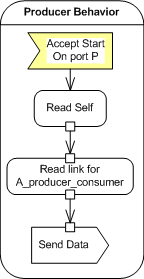 Producer Behavior
Accept Start
On port P
Read Self
Read link for
A_producer_consumer
Send Data